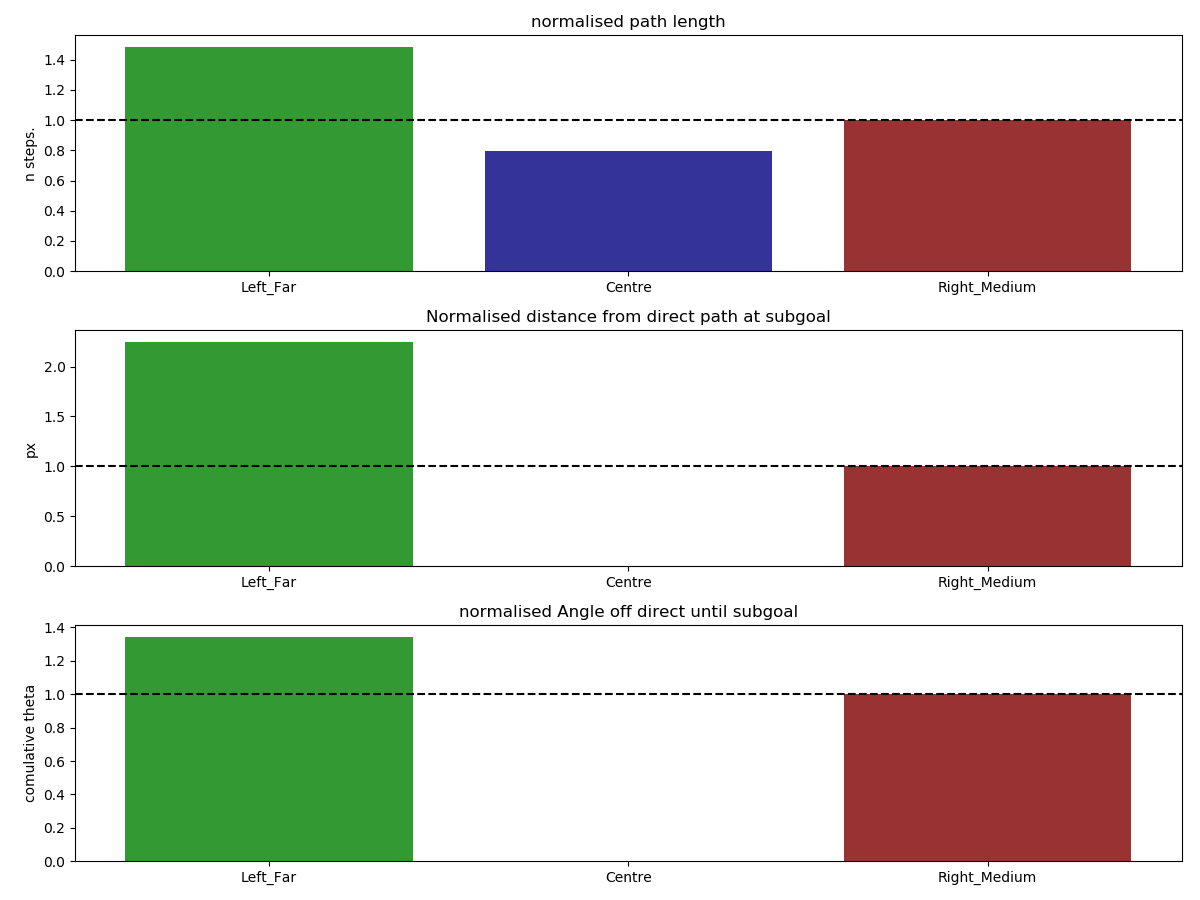 normalised path length
n steps.
1.4
1.2
1.0
0.8
0.6
0.4
0.2
0.0
Left_Far
Centre
Right_Medium
Normalised distance from direct path at subgoal
px
2.0
1.5
1.0
0.5
0.0
Left_Far
Centre
Right_Medium
normalised Angle off direct until subgoal
comulative theta
1.4
1.2
1.0
0.8
0.6
0.4
0.2
0.0
Left_Far
Centre
Right_Medium